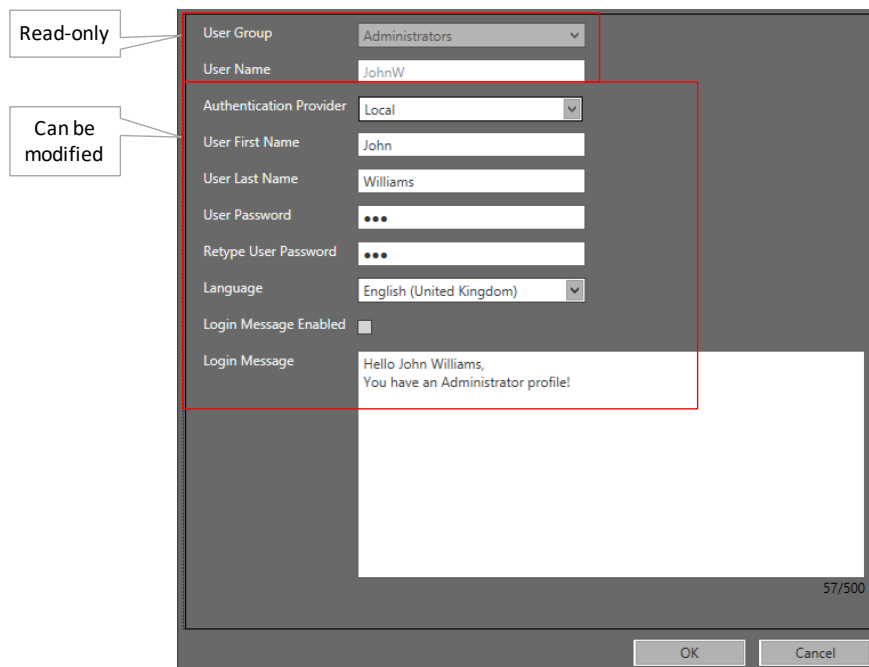 Read-only
User Group
Administrators
User Name
JohnW
Can be
modified
Authentication Provider
Local
User First Name
John
User Last Name
Williams
User Password
●●●
Retype User Password
●●●
Language
English (United Kingdom)
Login Message Enabled
Login Message
Hello John Williams,
You have an Administrator profile!
57/500
OK
Cancel